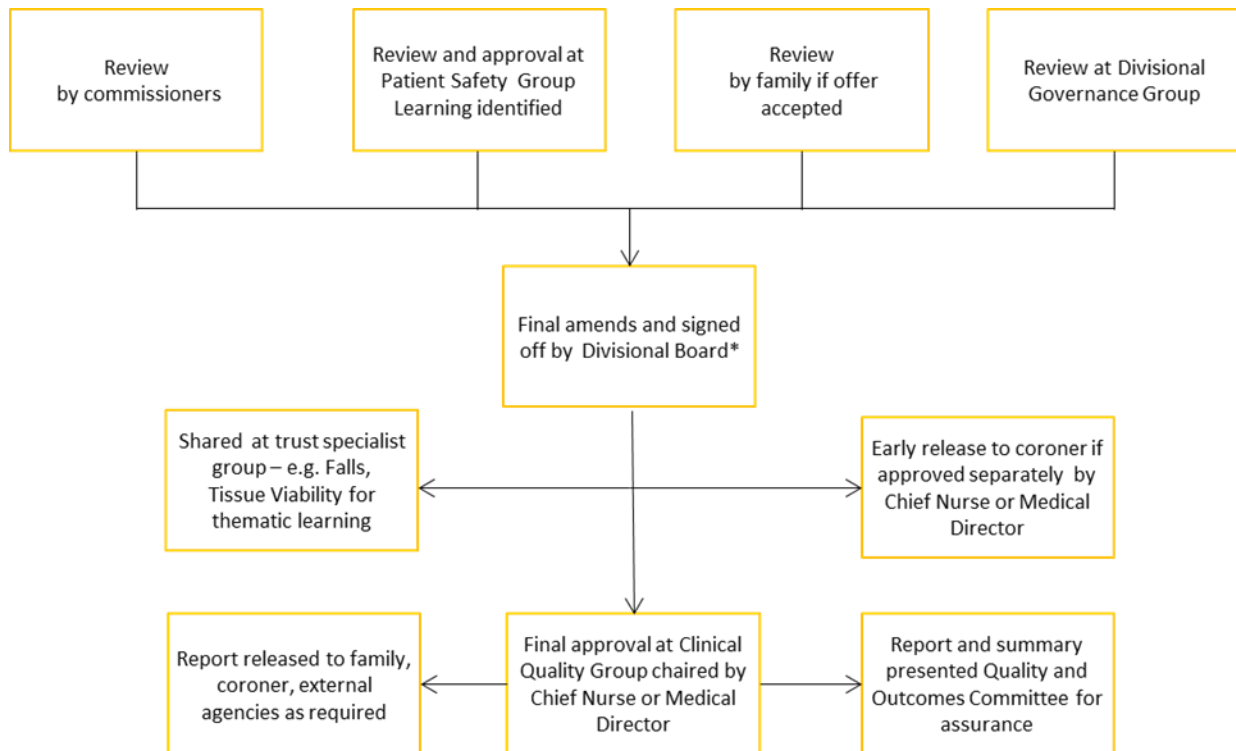 Review
by commissioners
Review and approval at
Patient Safety Group
Learning identified
Review
by family if offer
accepted
Review at Divisional
Governance Group
Final amends and signed
off by Divisional Board*
Shared at trust specialist
group – e.g. Falls,
Tissue Viability for
thematic learning
Early release to coroner if
approved separately by
Chief Nurse or Medical
Director
Report released to family,
coroner, external
agencies as required
Final approval at Clinical
Quality Group chaired by
Chief Nurse or Medical
Director
Report and summary
presented Quality and
Outcomes Committee for
assurance